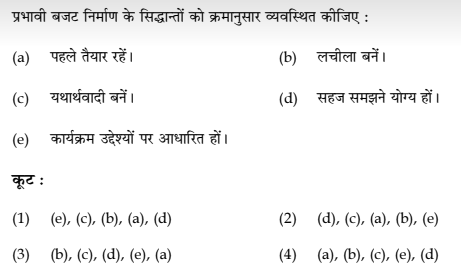 प्रभावी बजट निर्माण के सिद्धान्तों को क्रमानुसार व्यवस्थित कीजिए :
(a) पहले तैयार रहें। (b) लचीला बनें।
(c) यथार्थवादी बनें। (d) सहज समझने योग्य हों।
(e) कार्यक्रम उद्देश्यों पर आधारित हों।
कूट :
(1) (e), (c), (b), (a), (d) (2) (d), (c), (a), (b), (e)
(3) (b), (c), (d), (e), (a) (4) (a), (b), (c), (e), (d)